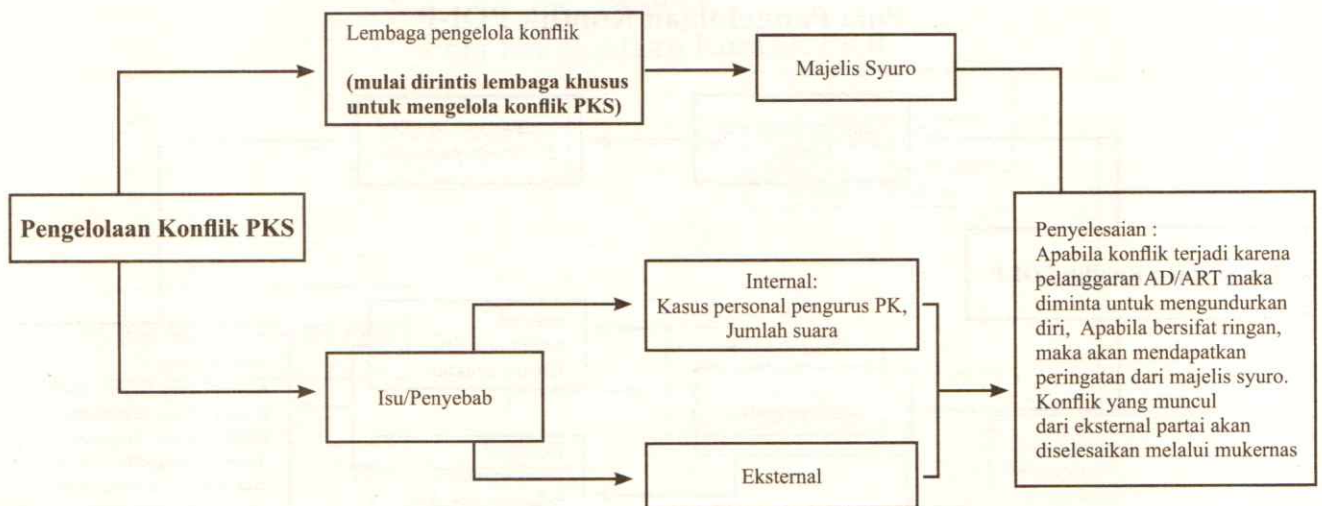 Lembaga pengelola konflik
(mulai dirintis lembaga khusus
untuk mengelola konflik PKS)
Majelis Syuro
Pengelolaan Konflik PKS
Isu/Penyebab
Internal:
Kasus personal pengurus PK,
Jumlah suara
Eksternal
Penyelesaian :
Apabila konflik terjadi karena
pelanggaran AD/ART maka
diminta untuk mengundurkan
diri, Apabila bersifat ringan,
maka akan mendapatkan
peringatan dari majelis syuro.
Konflik yang muncul
dari eksternal partai akan
diselesaikan melalui mukernas